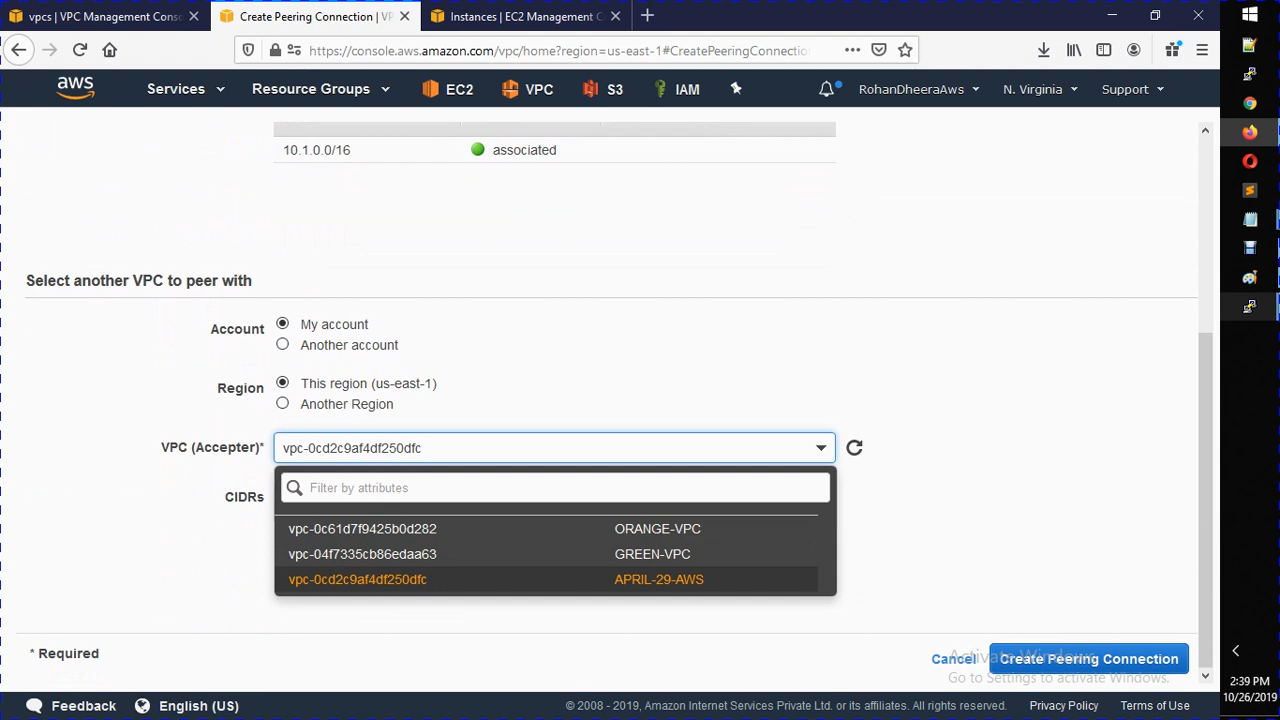 vpcs | VPC Management Conso
Create Peering Connection | VP
Instances | EC2 Management C
https://console.aws.amazon.com/vpc/home?region=us-east-1#CreatePeeringConnectio
aws
Services
Resource Groups
EC2
VPC
S3
IAM
RohanDheeraAws
N. Virginia
Support
10.1.0.0/16
associated
Select another VPC to peer with
Account
My account
Another account
Region
This region (us-east-1)
Another Region
VPC (Accepter)*
vpc-0cd2c9af4df250dfc
Filter by attributes
CIDRs
vpc-0c61d7f9425b0d282 ORANGE-VPC
vpc-04f7335cb86edaa63 GREEN-VPC
vpc-0cd2c9af4df250dfc APRIL-29-AWS
* Required
Cancel
Create Peering Connection
Activate Windows
Go to Settings to activate Windows.
Feedback
English (US)
© 2008 - 2019, Amazon Internet Services Private Ltd. or its affiliates. All rights reserved.
Privacy Policy
Terms of Use
2:39 PM
10/26/2019